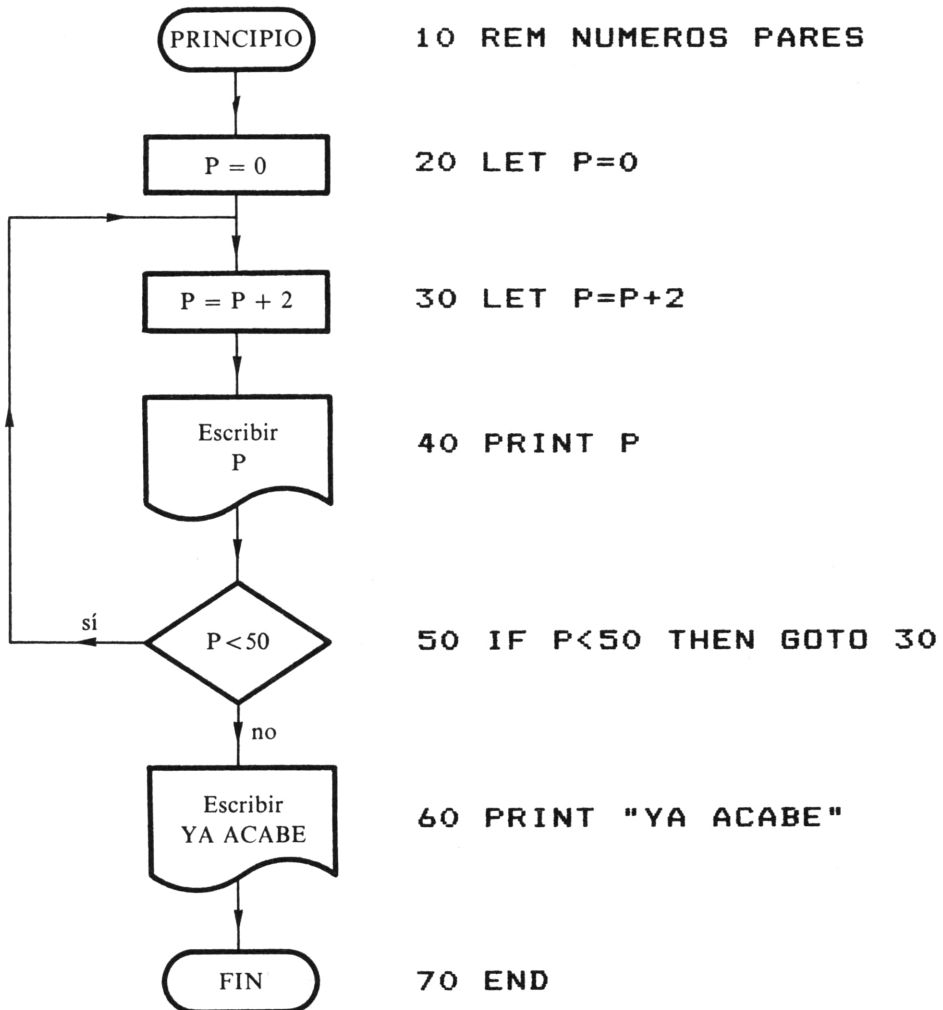 PRINCIPIO
10 REM NUMEROS PARES
P = 0
20 LET P=0
P = P + 2
30 LET P=P+2
Escribir
P
40 PRINT P
sí
P<50
50 IF P<50 THEN GOTO 30
no
Escribir
YA ACABE
60 PRINT "YA ACABE"
FIN
70 END